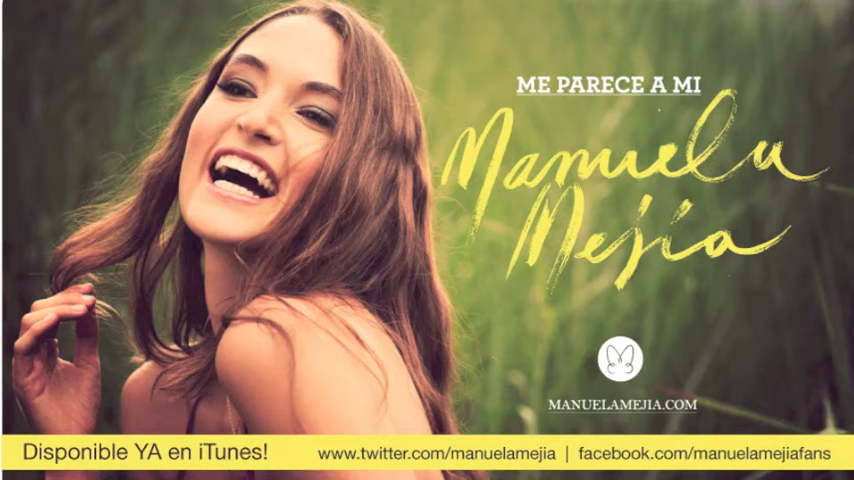 ME PARECE A MI
Manuela
Mejía
MANUELAMEJIA.COM
Disponible YA en iTunes! www.twitter.com/manuelamejia | facebook.com/manuelamejiafans